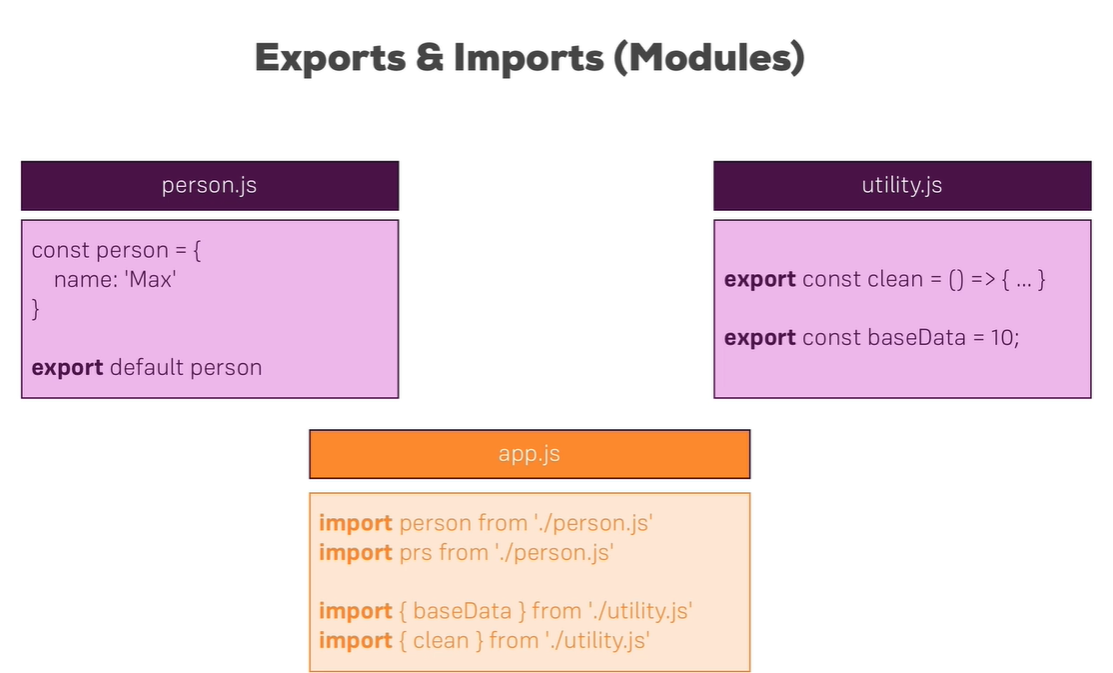 Exports & Imports (Modules)
person.js
const person = {
name: 'Max'
}
export default person
utility.js
export const clean = () => { ... }
export const baseData = 10;
app.js
import person from './person.js'
import prs from './person.js'
import { baseData } from './utility.js'
import { clean } from './utility.js'